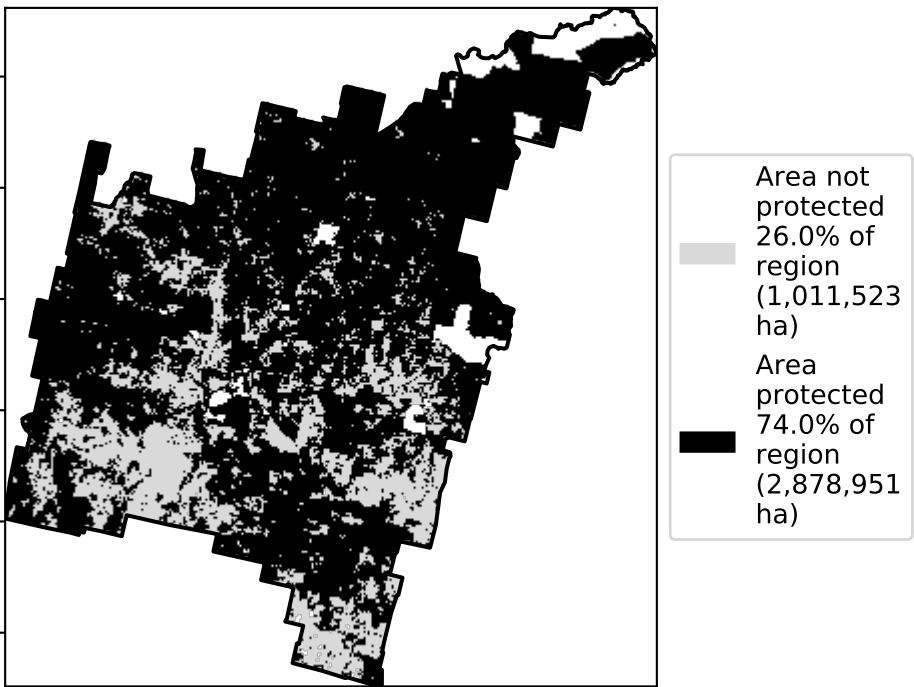 Area not
protected
26.0% of
region
(1,011,523
ha)
Area
protected
74.0% of
region
(2,878,951
ha)